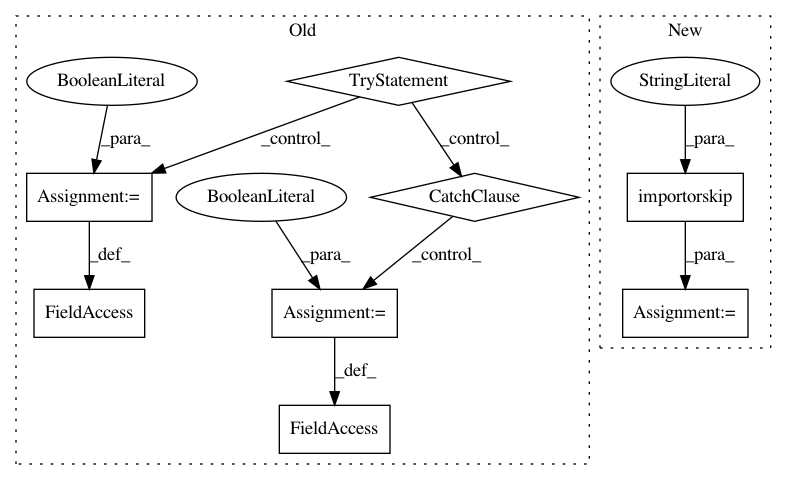 Old
New
BooleanLiteral
TryStatement
StringLiteral
_para_
_control_
_control_
_para_
Assignment:=
BooleanLiteral
CatchClause
importorskip
_def_
_para_
_control_
_para_
FieldAccess
Assignment:=
Assignment:=
_def_
FieldAccess